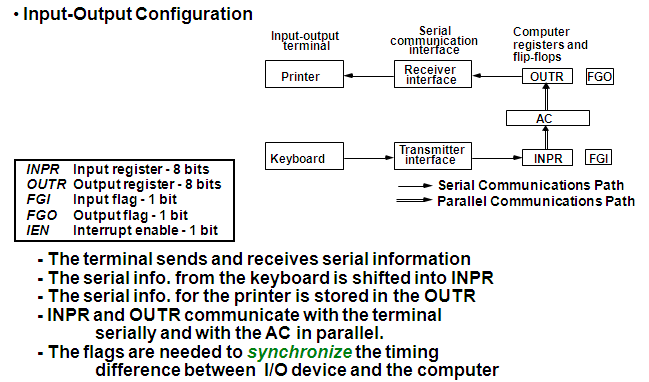 • Input-Output Configuration
Input-output
terminal
Serial
communication
interface
Computer
registers and
flip-flops
Printer
Receiver
interface
OUTR
FGO
AC
Keyboard
Transmitter
interface
INPR
FGI
Serial Communications Path
Parallel Communications Path
INPR Input register - 8 bits
OUTR Output register - 8 bits
FGI Input flag - 1 bit
FGO Output flag - 1 bit
IEN Interrupt enable - 1 bit
- The terminal sends and receives serial information
- The serial info. from the keyboard is shifted into INPR
- The serial info. for the printer is stored in the OUTR
- INPR and OUTR communicate with the terminal
serially and with the AC in parallel.
- The flags are needed to synchronize the timing
difference between I/O device and the computer